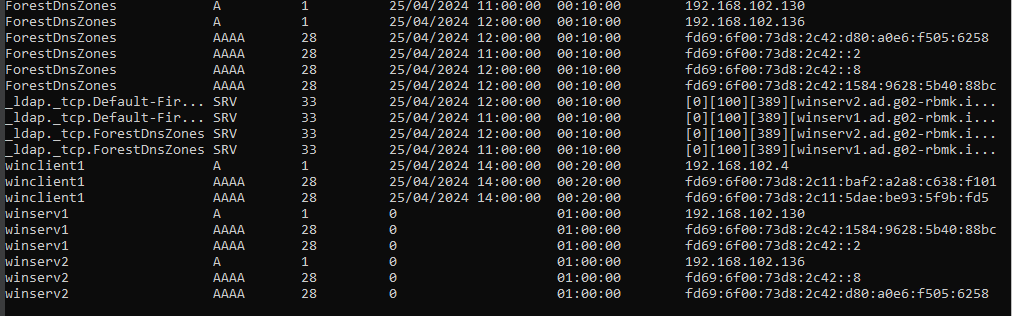 ForestDnsZones A 1 25/04/2024 11:00:00 00:10:00 192.168.102.130
ForestDnsZones A 1 25/04/2024 12:00:00 00:10:00 192.168.102.136
ForestDnsZones AAAA 28 25/04/2024 12:00:00 00:10:00 fd69:6f00:73d8:2c42:d80:a0e6:f505:6258
ForestDnsZones AAAA 28 25/04/2024 11:00:00 00:10:00 fd69:6f00:73d8:2c42::2
ForestDnsZones AAAA 28 25/04/2024 12:00:00 00:10:00 fd69:6f00:73d8:2c42::8
ForestDnsZones AAAA 28 25/04/2024 11:00:00 00:10:00 fd69:6f00:73d8:2c42:1584:9628:5b40:88bc
_ldap._tcp.Default-Fir... SRV 33 25/04/2024 12:00:00 00:10:00 [0][100][389][winserv2.ad.g02-rbmk.i...
_ldap._tcp.Default-Fir... SRV 33 25/04/2024 11:00:00 00:10:00 [0][100][389][winserv1.ad.g02-rbmk.i...
_ldap._tcp.ForestDnsZones SRV 33 25/04/2024 12:00:00 00:10:00 [0][100][389][winserv2.ad.g02-rbmk.i...
_ldap._tcp.ForestDnsZones SRV 33 25/04/2024 11:00:00 00:10:00 [0][100][389][winserv1.ad.g02-rbmk.i...
winclient1 A 1 25/04/2024 14:00:00 00:20:00 192.168.102.4
winclient1 AAAA 28 25/04/2024 14:00:00 00:20:00 fd69:6f00:73d8:2c11:baf2:a2a8:c638:f101
winclient1 AAAA 28 25/04/2024 14:00:00 00:20:00 fd69:6f00:73d8:2c11:5dae:be93:5f9b:fd5
winserv1 A 1 0 01:00:00 192.168.102.130
winserv1 AAAA 28 0 01:00:00 fd69:6f00:73d8:2c42:1584:9628:5b40:88bc
winserv1 AAAA 28 0 01:00:00 fd69:6f00:73d8:2c42::2
winserv2 A 1 0 01:00:00 192.168.102.136
winserv2 AAAA 28 0 01:00:00 fd69:6f00:73d8:2c42::8
winserv2 AAAA 28 0 01:00:00 fd69:6f00:73d8:2c42:d80:a0e6:f505:6258